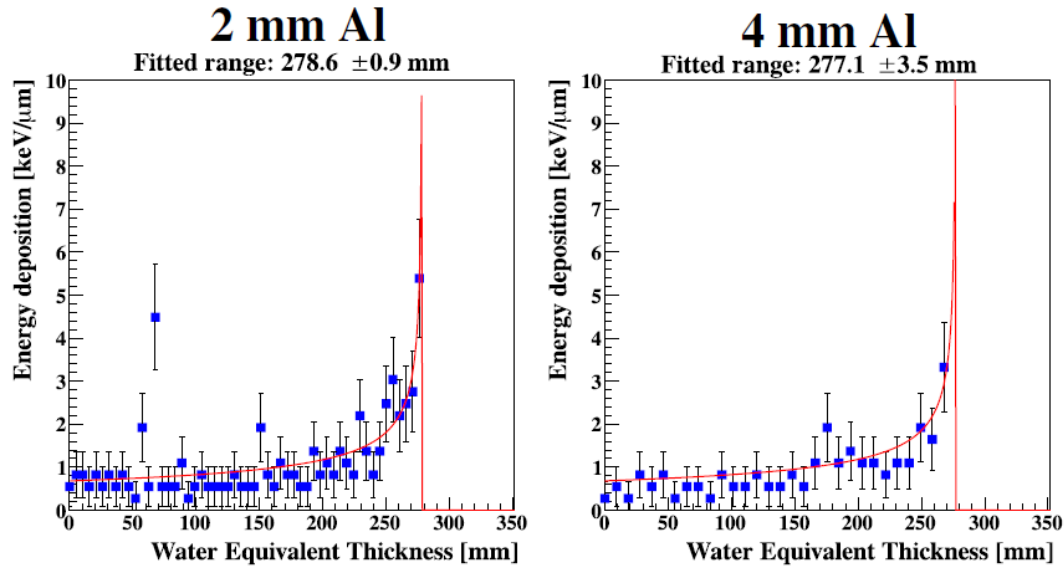 2 mm Al
Fitted range: 278.6 ±0.9 mm
Energy deposition [keV/μm]
10
9
8
7
6
5
4
3
2
1
0
0 50 100 150 200 250 300 350
Water Equivalent Thickness [mm]
4 mm Al
Fitted range: 277.1 ±3.5 mm
Energy deposition [keV/μm]
10
9
8
7
6
5
4
3
2
1
0
0 50 100 150 200 250 300 350
Water Equivalent Thickness [mm]